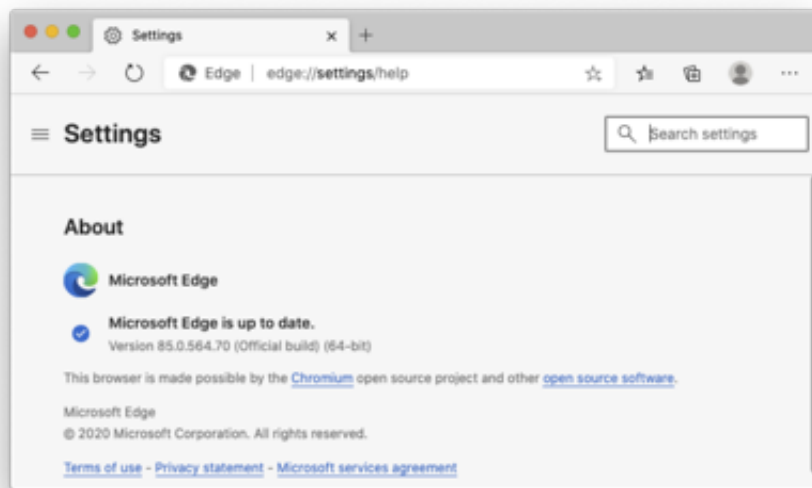 Settings
Edge | edge://settings/help
Settings
Search settings
About
Microsoft Edge
Microsoft Edge is up to date.
Version 85.0.564.70 (Official build) (64-bit)
This browser is made possible by the Chromium open source project and other open source software.
Microsoft Edge
© 2020 Microsoft Corporation. All rights reserved.
Terms of use - Privacy statement - Microsoft services agreement